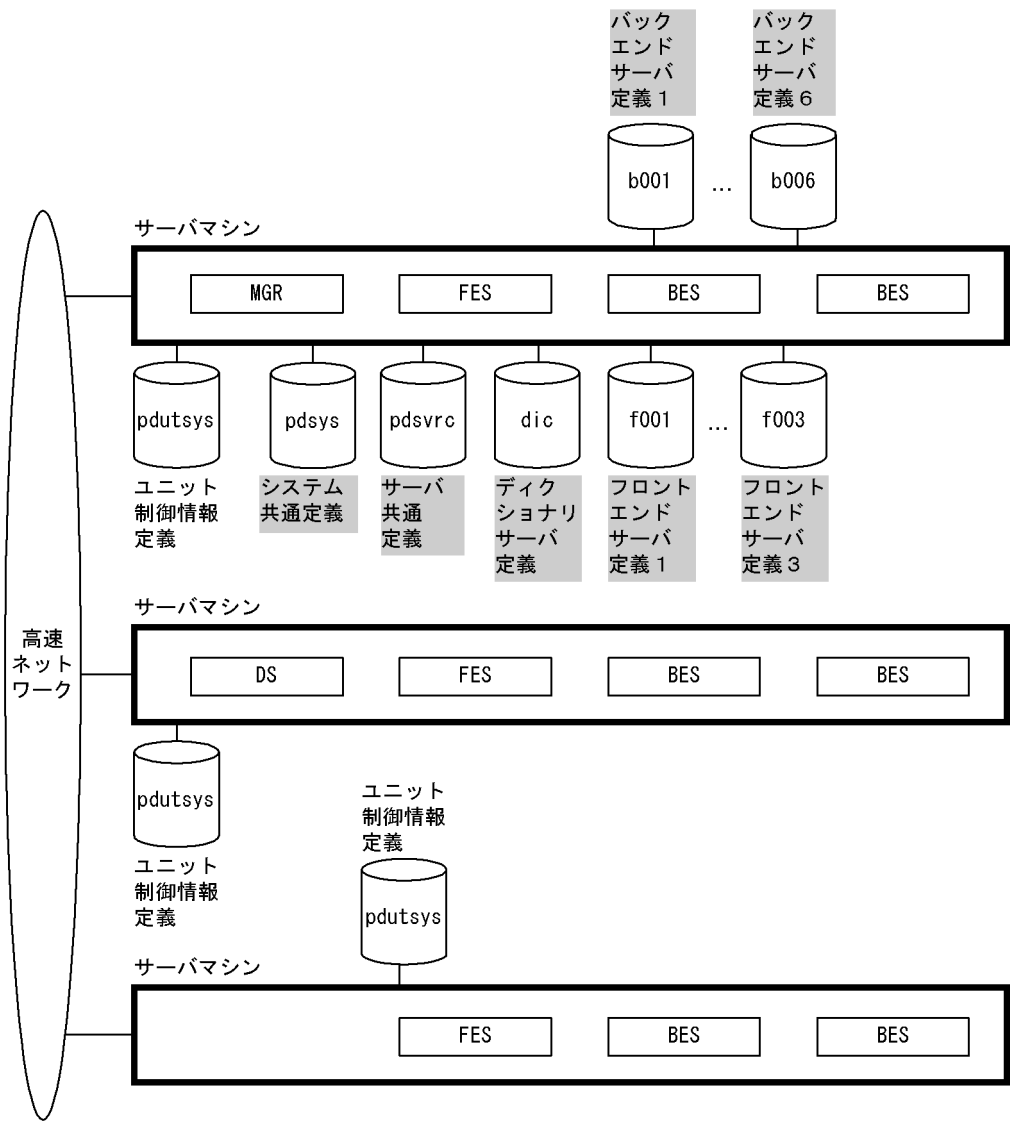 バック
エンド
サーバ
定義１
バック
エンド
サーバ
定義６
b001
...
b006
サーバマシン
MGR
FES
BES
BES
pdutsys
pdsys
pdsvrc
dic
f001
...
f003
ユニット
制御情報
定義
システム
共通定義
サーバ
共通
定義
ディク
ショナリ
サーバ
定義
フロント
エンド
サーバ
定義１
フロント
エンド
サーバ
定義３
高速
ネット
ワーク
サーバマシン
DS
FES
BES
BES
pdutsys
ユニット
制御情報
定義
ユニット
制御情報
定義
pdutsys
サーバマシン
FES
BES
BES